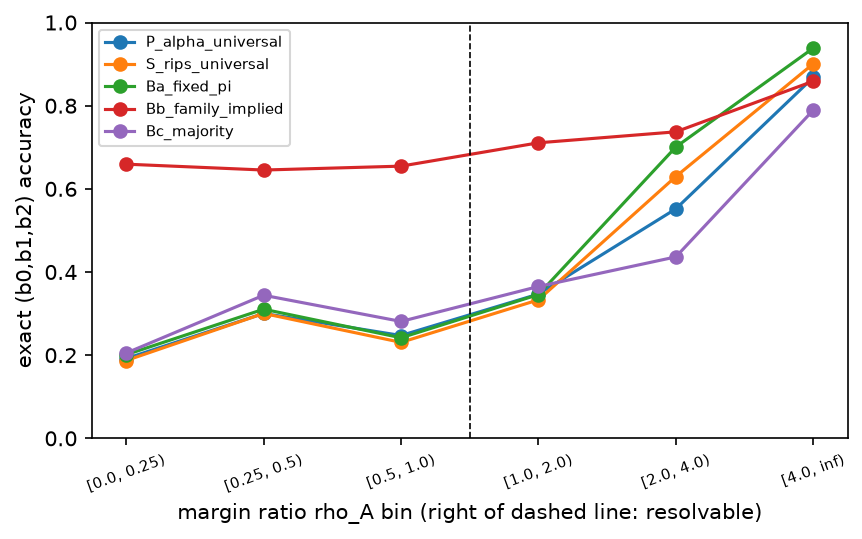 1.0
0.8
0.6
0.4
0.2
0.0
exact (b0,b1,b2) accuracy
P_alpha_universal
S_rips_universal
Ba_fixed_pi
Bb_family_implied
Bc_majority
[0.0, 0.25)
[0.25, 0.5)
[0.5, 1.0)
[1.0, 2.0)
[2.0, 4.0)
[4.0, inf)
margin ratio rho_A bin (right of dashed line: resolvable)